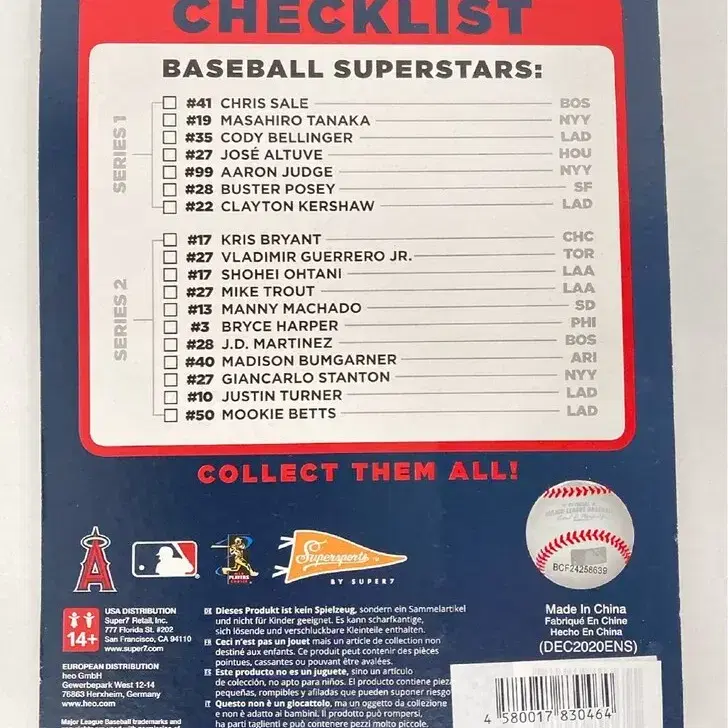 CHECKLIST
BASEBALL SUPERSTARS:
SERIES 1
#41 CHRIS SALE BOS
#19 MASAHIRO TANAKA NYY
#35 CODY BELLINGER LAD
#27 JOSÉ ALTUVE HOU
#99 AARON JUDGE NYY
#28 BUSTER POSEY SF
#22 CLAYTON KERSHAW LAD
SERIES 2
#17 KRIS BRYANT CHC
#27 VLADIMIR GUERRERO JR. TOR
#17 SHOHEI OHTANI LAA
#27 MIKE TROUT LAA
#13 MANNY MACHADO SD
#3 BRYCE HARPER PHI
#28 J.D. MARTINEZ BOS
#40 MADISON BUMGARNER ARI
#27 GIANCARLO STANTON NYY
#10 JUSTIN TURNER LAD
#50 MOOKIE BETTS LAD
COLLECT THEM ALL!
A
PLAYERS
Supersports
BY SUPER7
BCF24258639
14+
USA DISTRIBUTION
Super7 Retail, Inc.
777 Florida St. #202
San Francisco, CA 94110
www.super7.com
EUROPEAN DISTRIBUTION
heo GmbH
Gewerbepark West 12-14
76863 Herxheim, Germany
www.heo.com
Major League Baseball trademarks and
DE Dieses Produkt ist kein Spielzeug, sondern ein Sammelartikel
und nicht für Kinder geeignet. Es kann scharfkantige,
sich lösende und verschluckbare Kleinteile enthalten.
Ceci n'est pas un jouet mais un article de collection non
destiné aux enfants. Ce produit peut contenir des pièces
pointues, cassantes ou pouvant être avalées.
ES Este producto no es un juguete, sino un artículo
de colección, no apto para niños. El producto contiene piezas
pequeñas, rompibles y afiladas que pueden suponer riesgo
IT Questo non è un giocattolo, ma un oggetto da collezione
e non è adatto ai bambini. Il prodotto può rompersi,
ha parti taglienti e può contenere pezzi molto piccoli.
Made In China
Fabriqué En Chine
Hecho En China
(DEC2020ENS)
4 580017 830464